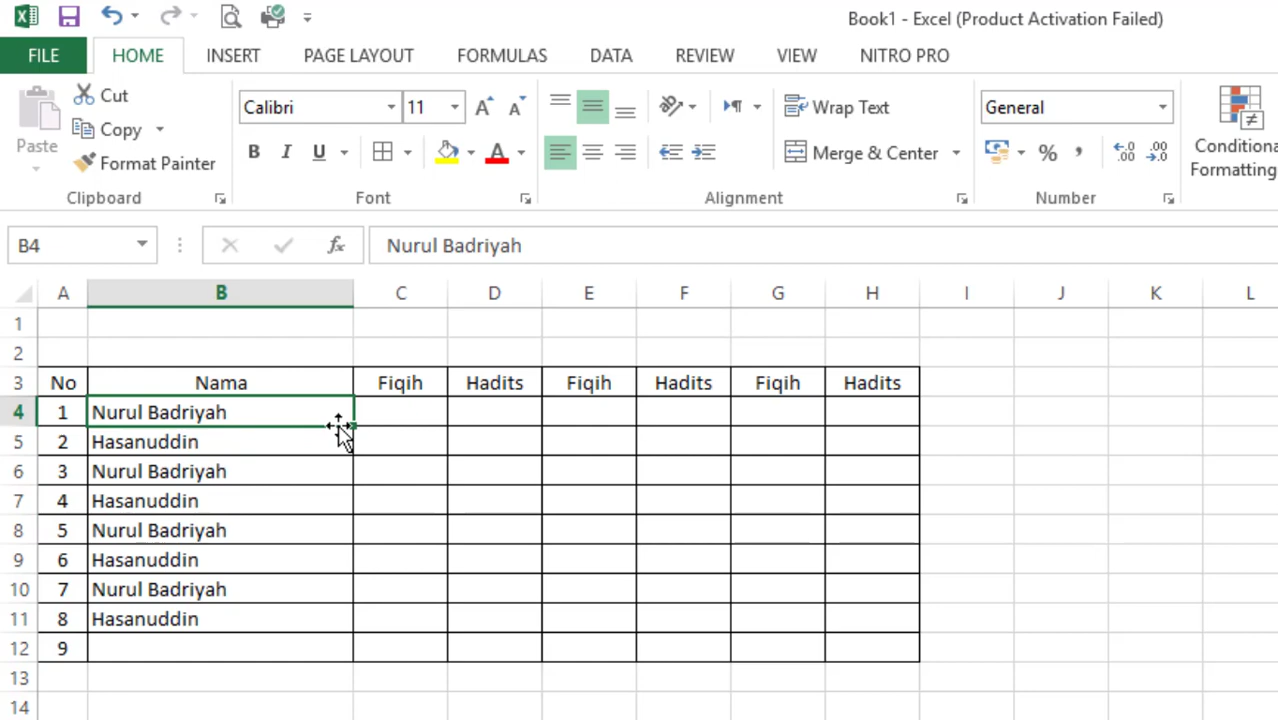 Book1 - Excel (Product Activation Failed)
FILE HOME INSERT PAGE LAYOUT FORMULAS DATA REVIEW VIEW NITRO PRO
Paste
Cut
Copy
Format Painter
Clipboard
Calibri 11
B I U A
Font
Wrap Text
Merge & Center
Alignment
General
% ,
Number
Conditiona
Formatting
B4 fx Nurul Badriyah
A B C D E F G H I J K L
1
2
3 No Nama Fiqih Hadits Fiqih Hadits Fiqih Hadits
4 1 Nurul Badriyah
5 2 Hasanuddin
6 3 Nurul Badriyah
7 4 Hasanuddin
8 5 Nurul Badriyah
9 6 Hasanuddin
10 7 Nurul Badriyah
11 8 Hasanuddin
12 9
13
14